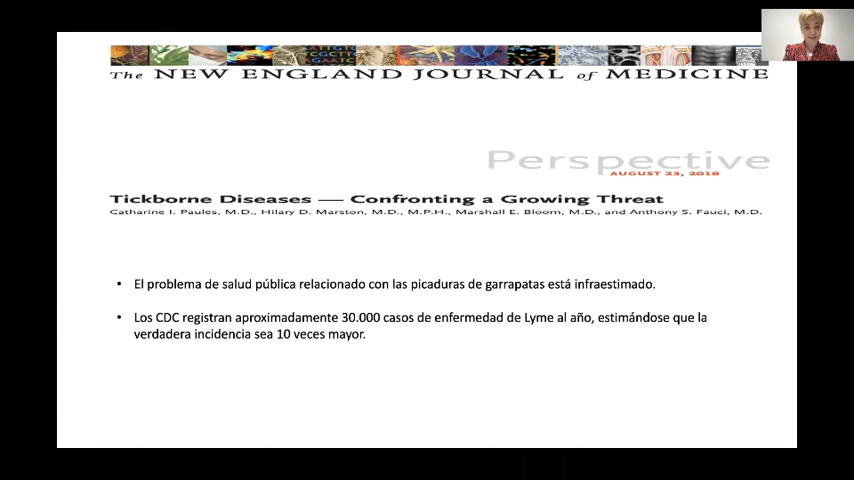 ATTGTC
CGCTT
AGAATC
The NEW ENGLAND JOURNAL of MEDICINE
Perspective
AUGUST 23, 2018
Tickborne Diseases — Confronting a Growing Threat
Catharine I. Paules, M.D., Hilary D. Marston, M.D., M.P.H., Marshall E. Bloom, M.D., and Anthony S. Fauci, M.D.
• El problema de salud pública relacionado con las picaduras de garrapatas está infraestimado.
• Los CDC registran aproximadamente 30.000 casos de enfermedad de Lyme al año, estimándose que la
verdadera incidencia sea 10 veces mayor.